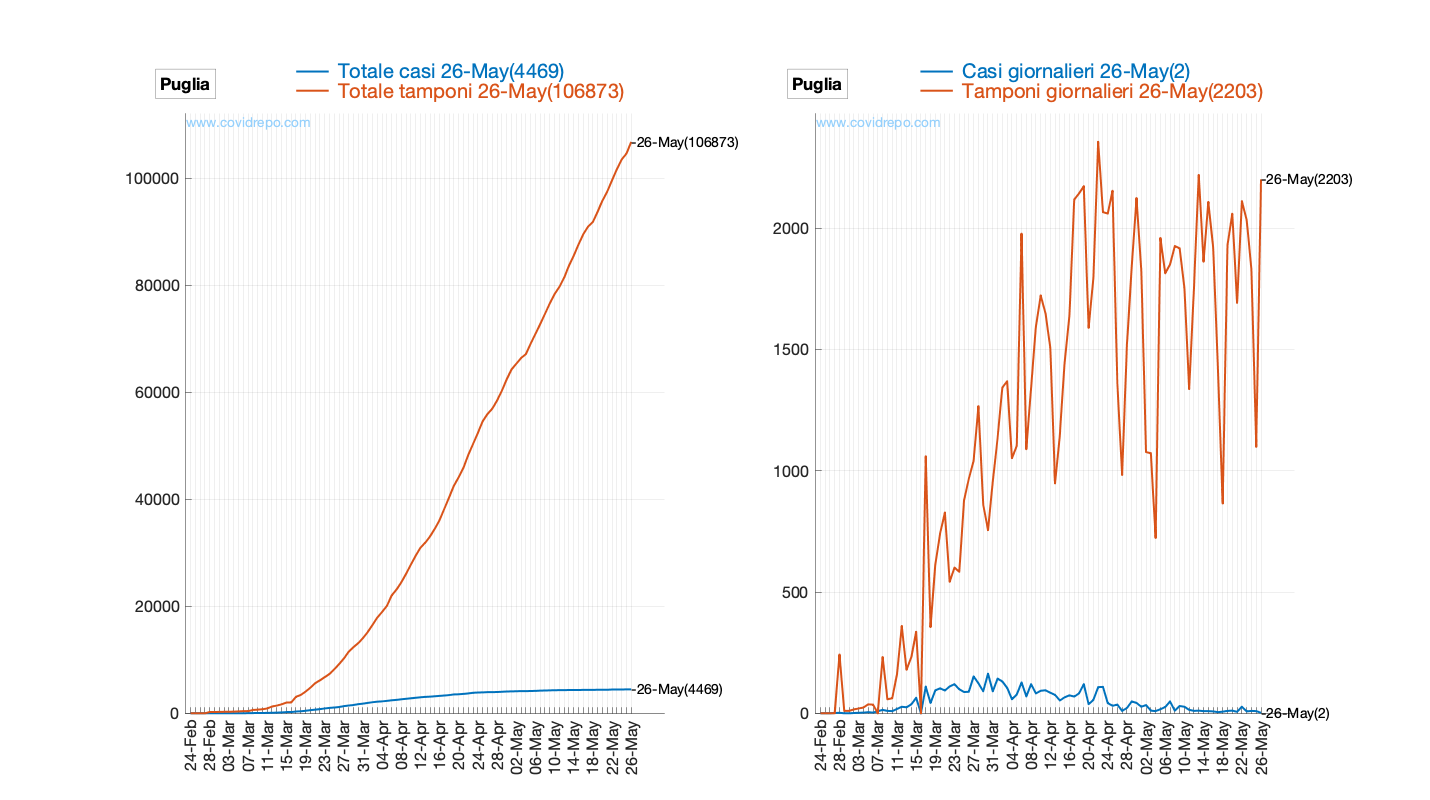 Puglia
Totale casi 26-May(4469)
Totale tamponi 26-May(106873)
www.covidrepo.com
26-May(106873)
100000
80000
60000
40000
20000
0
26-May(4469)
24-Feb
28-Feb
03-Mar
07-Mar
11-Mar
15-Mar
19-Mar
23-Mar
27-Mar
31-Mar
04-Apr
08-Apr
12-Apr
16-Apr
20-Apr
24-Apr
28-Apr
02-May
06-May
10-May
14-May
18-May
22-May
26-May
Puglia
Casi giornalieri 26-May(2)
Tamponi giornalieri 26-May(2203)
www.covidrepo.com
26-May(2203)
2000
1500
1000
500
0
26-May(2)
24-Feb
28-Feb
03-Mar
07-Mar
11-Mar
15-Mar
19-Mar
23-Mar
27-Mar
31-Mar
04-Apr
08-Apr
12-Apr
16-Apr
20-Apr
24-Apr
28-Apr
02-May
06-May
10-May
14-May
18-May
22-May
26-May